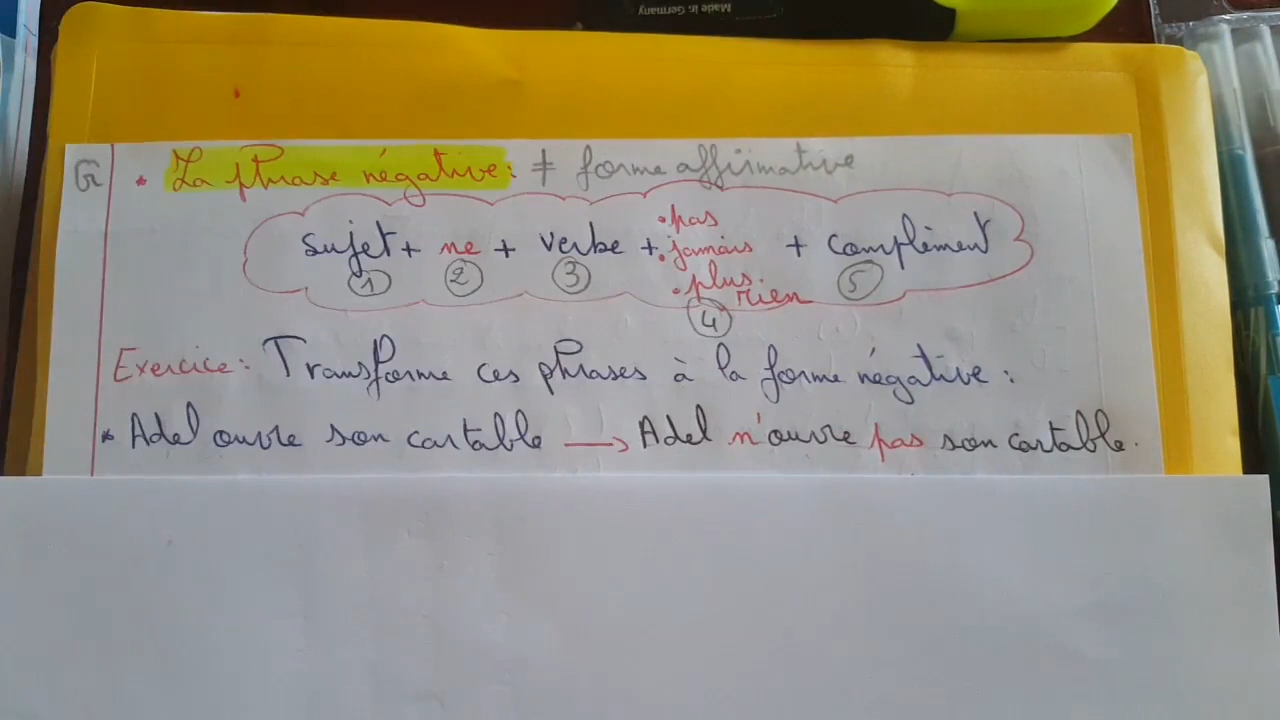 Made in Germany
G * La phrase négative : ≠ forme affirmative
sujet + ne + verbe + • pas • jamais • plus • rien + complément
1 2 3 4 5
Exercice : Transforme ces phrases à la forme négative :
* Adel ouvre son cartable → Adel n'ouvre pas son cartable.